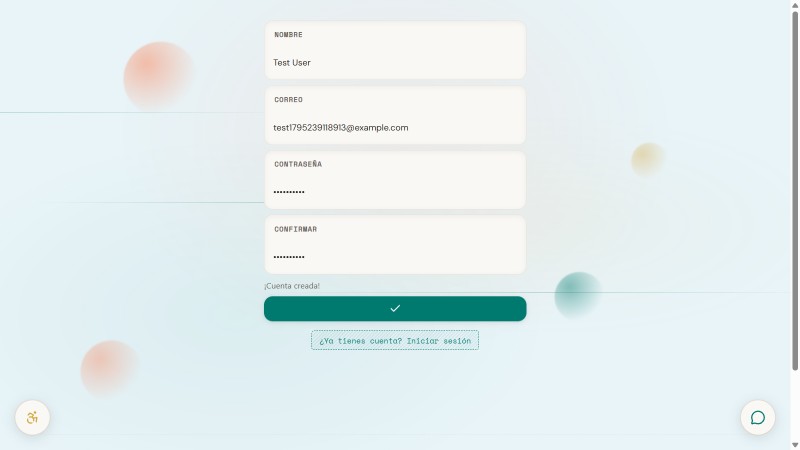 NOMBRE
Test User
CORREO
test1795239118913@example.com
CONTRASEÑA
••••••••••
CONFIRMAR
••••••••••
¡Cuenta creada!
¿Ya tienes cuenta? Iniciar sesión